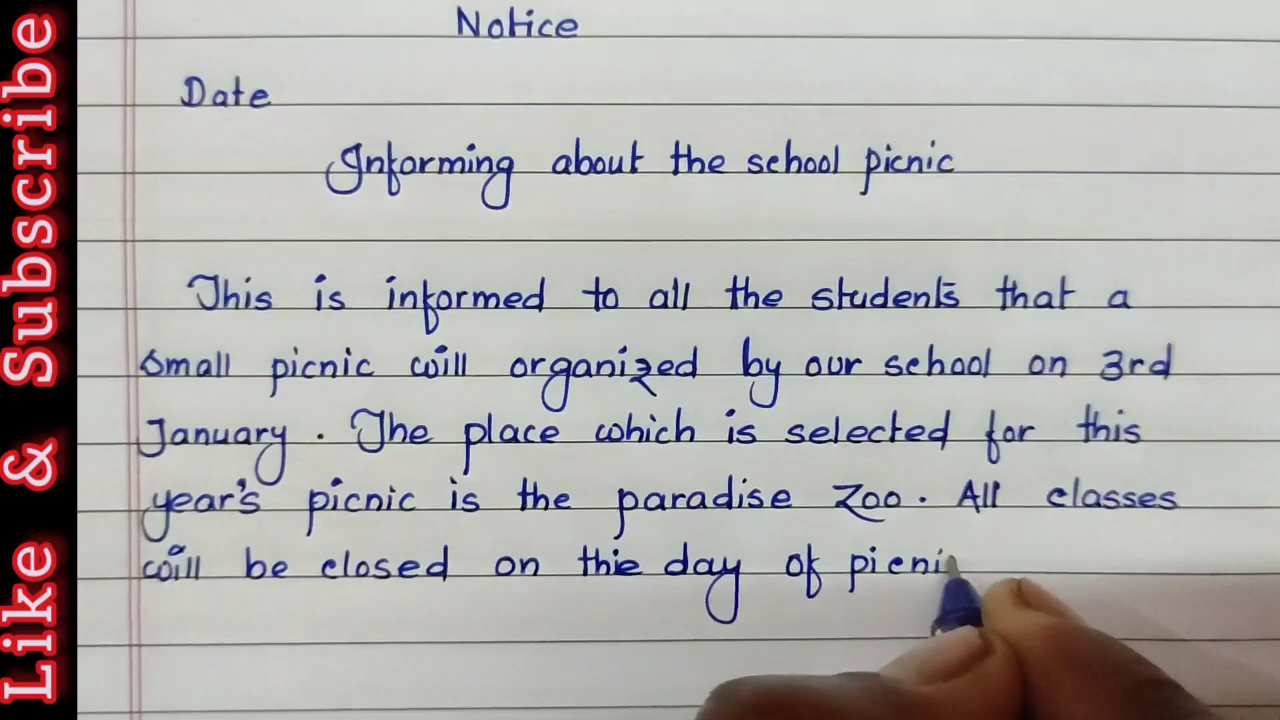 Like & Subscribe
Notice
Date
Informing about the school picnic
This is informed to all the students that a
small picnic will organized by our school on 3rd
January. The place which is selected for this
year's picnic is the paradise Zoo. All classes
will be closed on thie day of picni